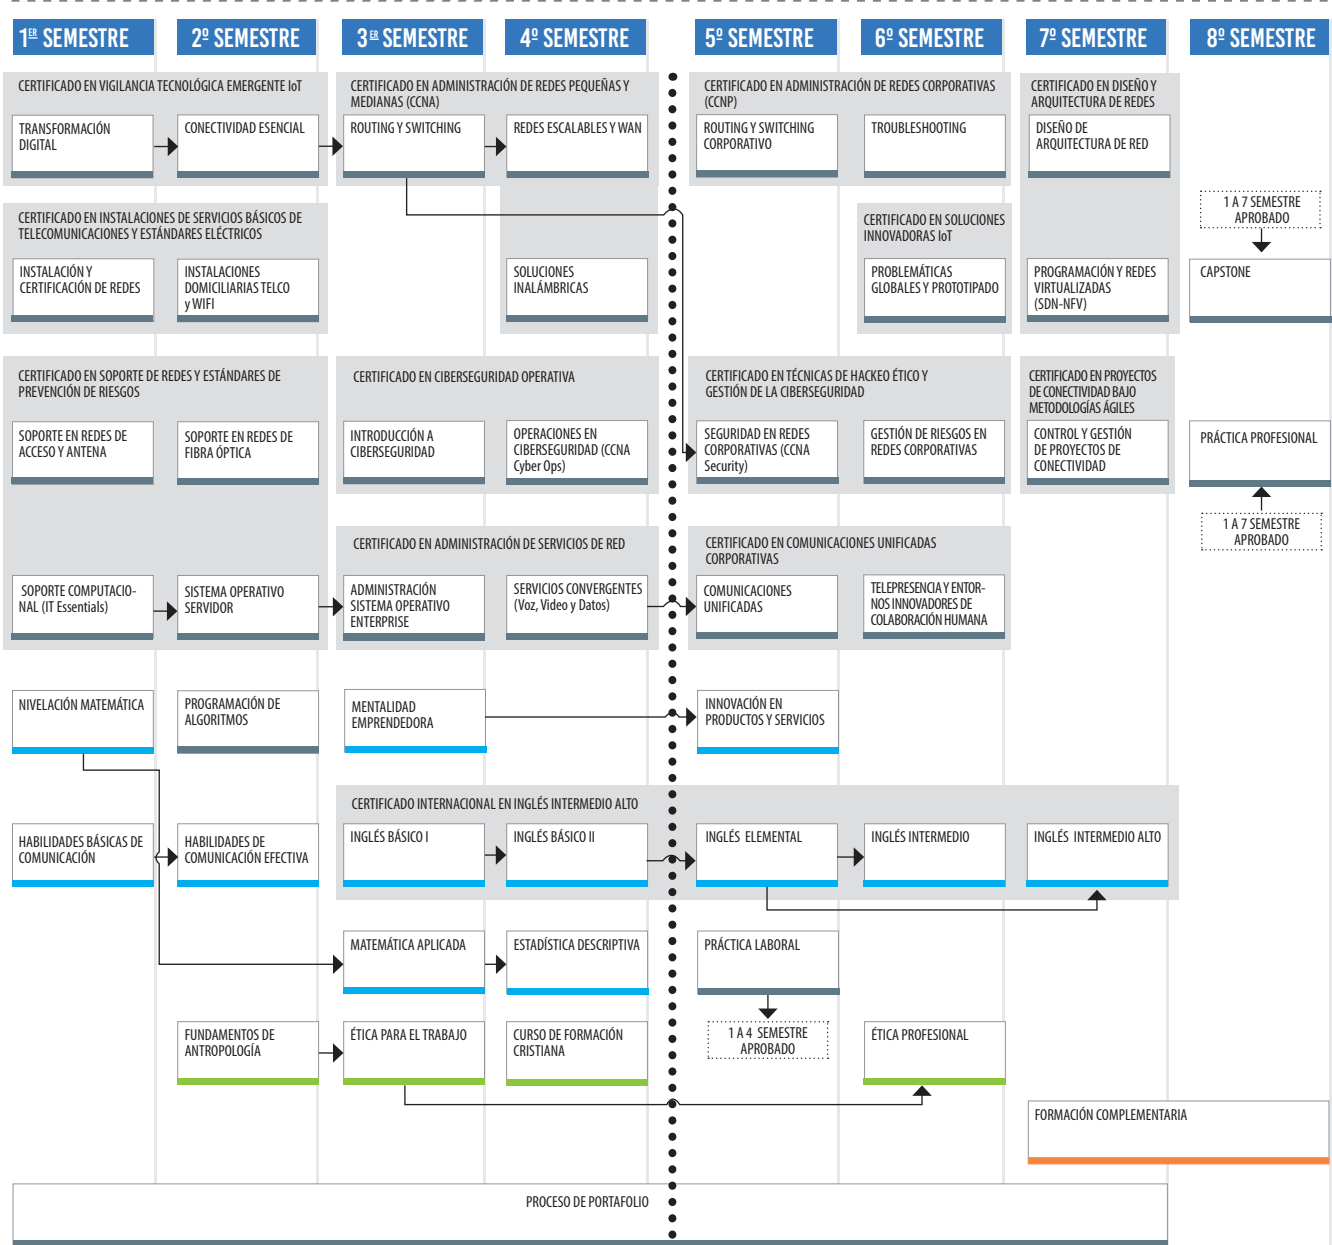 1ER SEMESTRE
2º SEMESTRE
3ER SEMESTRE
4º SEMESTRE
5º SEMESTRE
6º SEMESTRE
7º SEMESTRE
8º SEMESTRE
CERTIFICADO EN VIGILANCIA TECNOLÓGICA EMERGENTE IoT
CERTIFICADO EN ADMINISTRACIÓN DE REDES PEQUEÑAS Y
MEDIANAS (CCNA)
CERTIFICADO EN ADMINISTRACIÓN DE REDES CORPORATIVAS
(CCNP)
CERTIFICADO EN DISEÑO Y
ARQUITECTURA DE REDES
TRANSFORMACIÓN
DIGITAL
CONECTIVIDAD ESENCIAL
ROUTING Y SWITCHING
REDES ESCALABLES Y WAN
ROUTING Y SWITCHING
CORPORATIVO
TROUBLESHOOTING
DISEÑO DE
ARQUITECTURA DE RED
CERTIFICADO EN INSTALACIONES DE SERVICIOS BÁSICOS DE
TELECOMUNICACIONES Y ESTÁNDARES ELÉCTRICOS
CERTIFICADO EN SOLUCIONES
INNOVADORAS IoT
1 A 7 SEMESTRE
APROBADO
INSTALACIÓN Y
CERTIFICACIÓN DE REDES
INSTALACIONES
DOMICILIARIAS TELCO
y WIFI
SOLUCIONES
INALÁMBRICAS
PROBLEMÁTICAS
GLOBALES Y PROTOTIPADO
PROGRAMACIÓN Y REDES
VIRTUALIZADAS
(SDN-NFV)
CAPSTONE
CERTIFICADO EN SOPORTE DE REDES Y ESTÁNDARES DE
PREVENCIÓN DE RIESGOS
CERTIFICADO EN CIBERSEGURIDAD OPERATIVA
CERTIFICADO EN TÉCNICAS DE HACKEO ÉTICO Y
GESTIÓN DE LA CIBERSEGURIDAD
CERTIFICADO EN PROYECTOS
DE CONECTIVIDAD BAJO
METODOLOGÍAS ÁGILES
SOPORTE EN REDES DE
ACCESO Y ANTENA
SOPORTE EN REDES DE
FIBRA ÓPTICA
INTRODUCCIÓN A
CIBERSEGURIDAD
OPERACIONES EN
CIBERSEGURIDAD (CCNA
Cyber Ops)
SEGURIDAD EN REDES
CORPORATIVAS (CCNA
Security)
GESTIÓN DE RIESGOS EN
REDES CORPORATIVAS
CONTROL Y GESTIÓN
DE PROYECTOS DE
CONECTIVIDAD
PRÁCTICA PROFESIONAL
1 A 7 SEMESTRE
APROBADO
CERTIFICADO EN ADMINISTRACIÓN DE SERVICIOS DE RED
CERTIFICADO EN COMUNICACIONES UNIFICADAS
CORPORATIVAS
SOPORTE COMPUTACIO-
NAL (IT Essentials)
SISTEMA OPERATIVO
SERVIDOR
ADMINISTRACIÓN
SISTEMA OPERATIVO
ENTERPRISE
SERVICIOS CONVERGENTES
(Voz, Video y Datos)
COMUNICACIONES
UNIFICADAS
TELEPRESENCIA Y ENTOR-
NOS INNOVADORES DE
COLABORACIÓN HUMANA
NIVELACIÓN MATEMÁTICA
PROGRAMACIÓN DE
ALGORITMOS
MENTALIDAD
EMPRENDEDORA
INNOVACIÓN EN
PRODUCTOS Y SERVICIOS
CERTIFICADO INTERNACIONAL EN INGLÉS INTERMEDIO ALTO
HABILIDADES BÁSICAS DE
COMUNICACIÓN
HABILIDADES DE
COMUNICACIÓN EFECTIVA
INGLÉS BÁSICO I
INGLÉS BÁSICO II
INGLÉS ELEMENTAL
INGLÉS INTERMEDIO
INGLÉS INTERMEDIO ALTO
MATEMÁTICA APLICADA
ESTADÍSTICA DESCRIPTIVA
PRÁCTICA LABORAL
FUNDAMENTOS DE
ANTROPOLOGÍA
ÉTICA PARA EL TRABAJO
CURSO DE FORMACIÓN
CRISTIANA
1 A 4 SEMESTRE
APROBADO
ÉTICA PROFESIONAL
FORMACIÓN COMPLEMENTARIA
PROCESO DE PORTAFOLIO